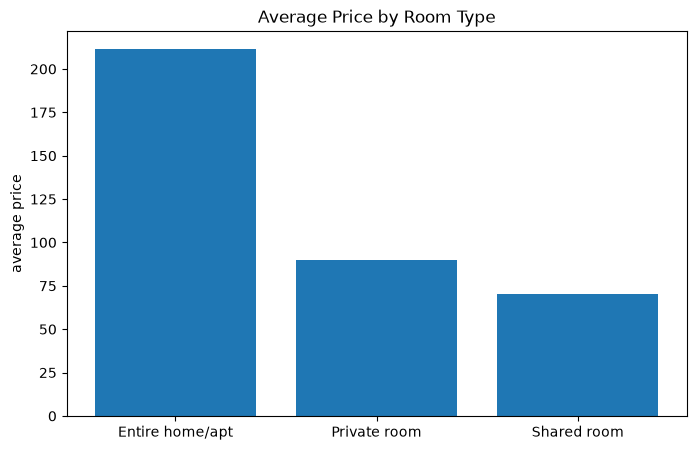 Average Price by Room Type
200
175
150
125
100
75
50
25
0
average price
Entire home/apt
Private room
Shared room